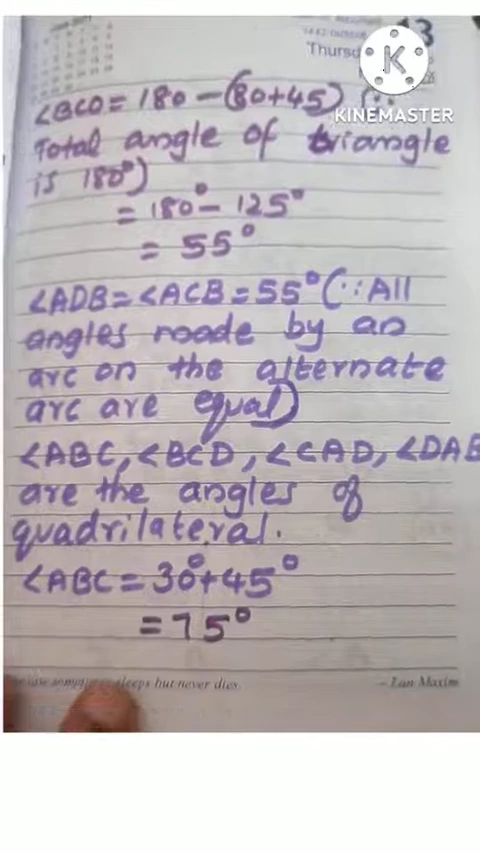 13
Thursd
KINEMASTER
∠BCO = 180 - (80+45) (∵
Total angle of triangle
is 180°)
= 180° - 125°
= 55°
∠ADB = ∠ACB = 55° (∵ All
angles made by an
arc on the alternate
arc are equal)
∠ABC, ∠BCD, ∠CAD, ∠DAB
are the angles of
quadrilateral.
∠ABC = 30° + 45°
= 75°
sleeps but never dies. – Lan Maxim